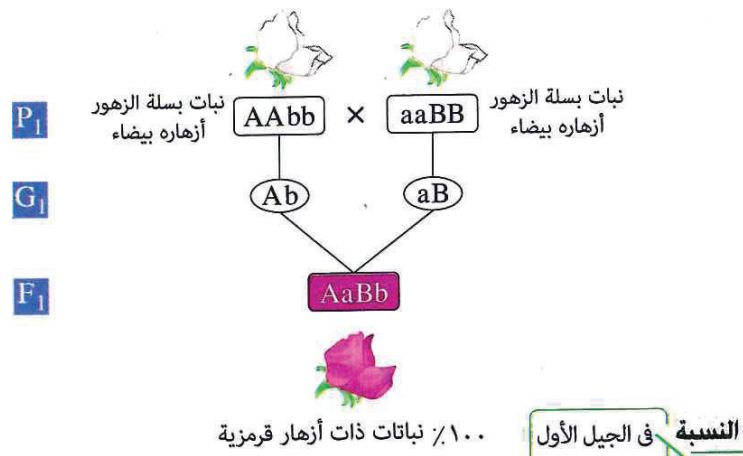 P₁
نبات بسلة الزهور
أزهاره بيضاء
AAbb × aaBB
نبات بسلة الزهور
أزهاره بيضاء
G₁
Ab aB
F₁
AaBb
١٠٠٪ نباتات ذات أزهار قرمزية
النسبة فى الجيل الأول